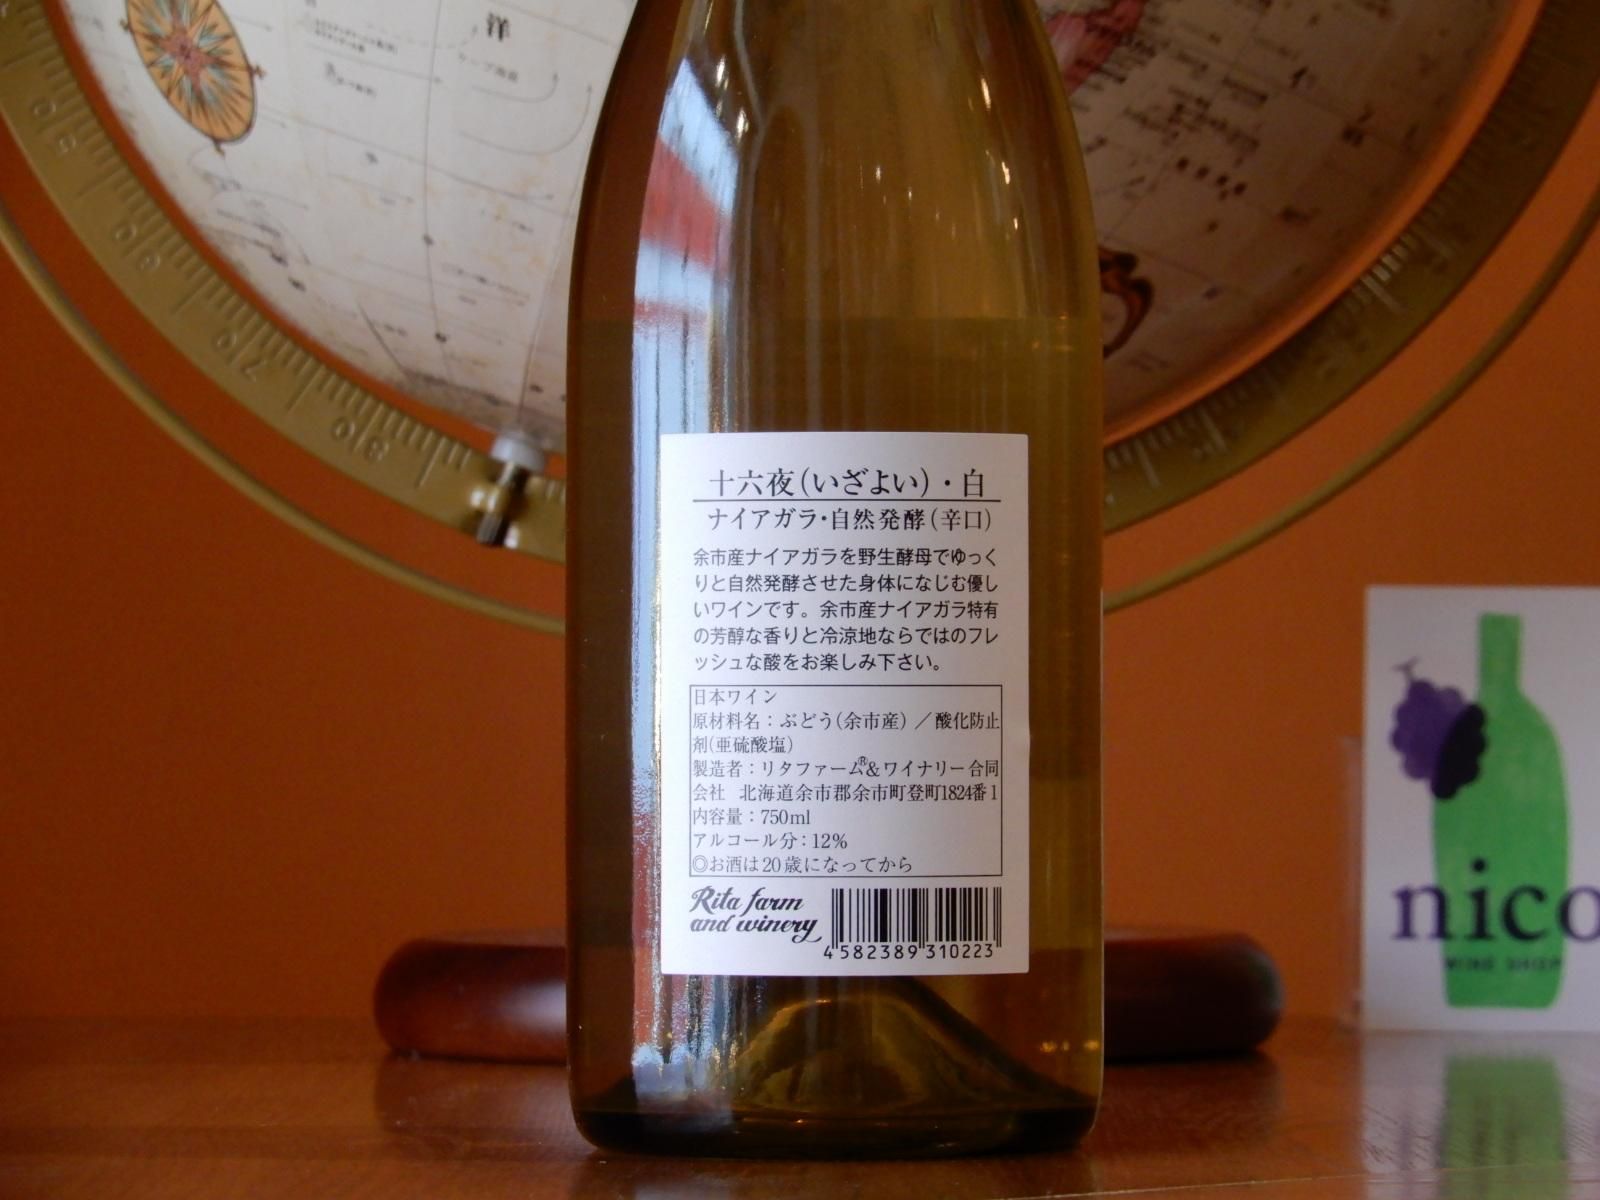 洋
十六夜(いざよい)・白
ナイアガラ・自然発酵(辛口)
余市産ナイアガラを野生酵母でゆっく
りと自然発酵させた身体になじむ優し
いワインです。余市産ナイアガラ特有
の芳醇な香りと冷涼地ならではのフレ
ッシュな酸をお楽しみ下さい。
日本ワイン
原材料名：ぶどう(余市産)／酸化防止
剤(亜硫酸塩)
製造者：リタファーム®&ワイナリー合同
会社 北海道余市郡余市町登町1824番1
内容量：750ml
アルコール分：12%
◎お酒は20歳になってから
Rita farm
and winery
4582389310223
nico
WINE SHOP